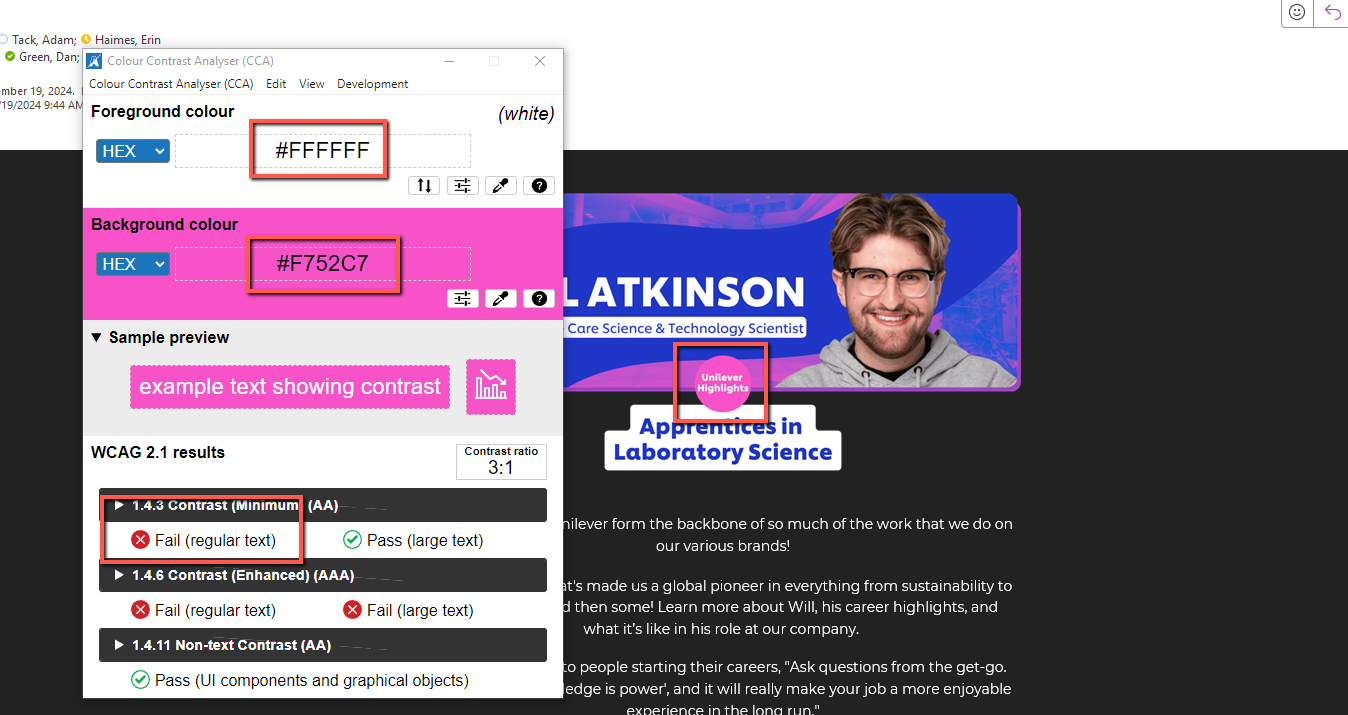 Tack, Adam; Haimes, Erin
Green, Dan;
ember 19, 2024.
/19/2024 9:44 AM
Colour Contrast Analyser (CCA)
Colour Contrast Analyser (CCA) Edit View Development
Foreground colour
(white)
HEX #FFFFFF
Background colour
HEX #F752C7
▼ Sample preview
example text showing contrast
WCAG 2.1 results
Contrast ratio
3:1
1.4.3 Contrast (Minimum) (AA)
Fail (regular text) Pass (large text)
1.4.6 Contrast (Enhanced) (AAA)
Fail (regular text) Fail (large text)
1.4.11 Non-text Contrast (AA)
Pass (UI components and graphical objects)
L ATKINSON
Care Science & Technology Scientist
Unilever
Highlights
Apprentices in
Laboratory Science
nilever form the backbone of so much of the work that we do on
our various brands!
at's made us a global pioneer in everything from sustainability to
d then some! Learn more about Will, his career highlights, and
what it’s like in his role at our company.
to people starting their careers, "Ask questions from the get-go.
ledge is power', and it will really make your job a more enjoyable
experience in the long run."